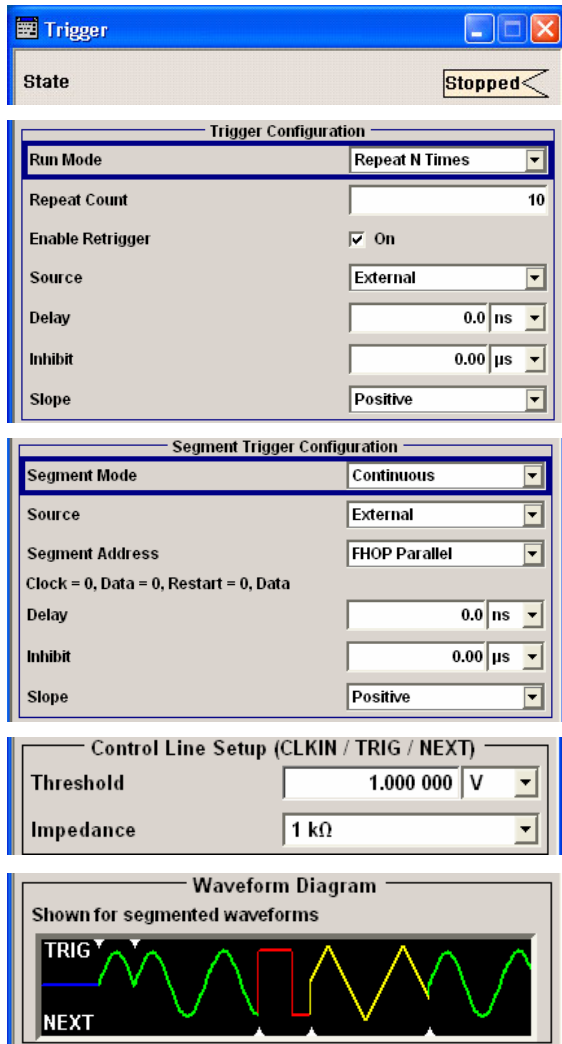 Trigger
State Stopped
Trigger Configuration
Run Mode Repeat N Times
Repeat Count 10
Enable Retrigger On
Source External
Delay 0.0 ns
Inhibit 0.00 µs
Slope Positive
Segment Trigger Configuration
Segment Mode Continuous
Source External
Segment Address FHOP Parallel
Clock = 0, Data = 0, Restart = 0, Data
Delay 0.0 ns
Inhibit 0.00 µs
Slope Positive
Control Line Setup (CLKIN / TRIG / NEXT)
Threshold 1.000 000 V
Impedance 1 kΩ
Waveform Diagram
Shown for segmented waveforms
TRIG
NEXT